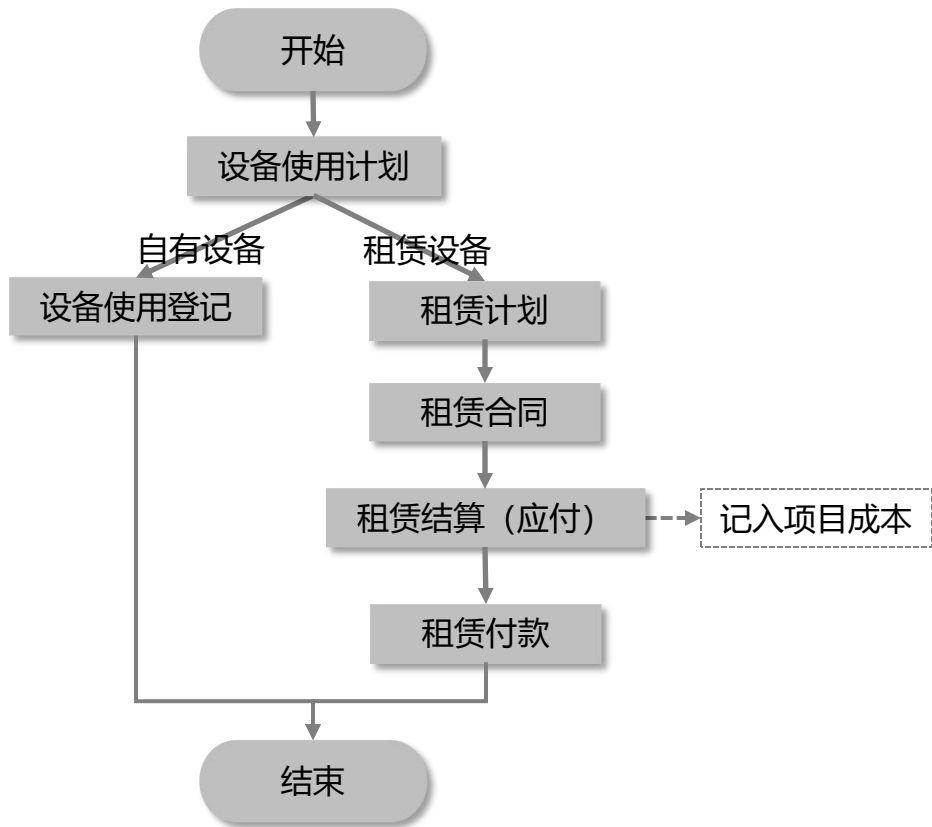 开始
设备使用计划
自有设备
租赁设备
设备使用登记
租赁计划
租赁合同
租赁结算（应付）
记入项目成本
租赁付款
结束